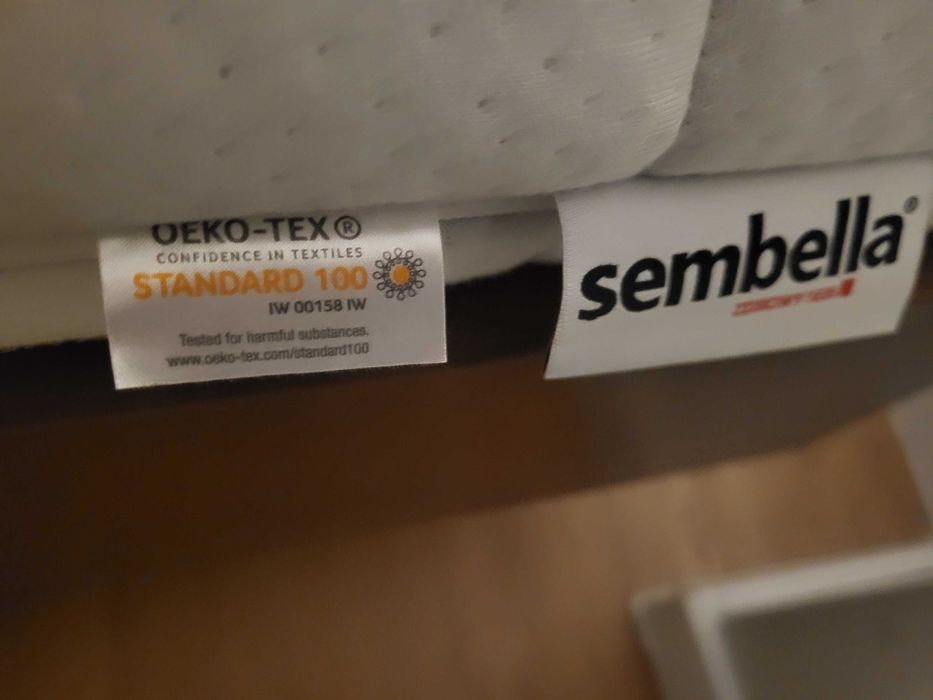 OEKO-TEX®
CONFIDENCE IN TEXTILES
STANDARD 100
IW 00158 IW
Tested for harmful substances.
www.oeko-tex.com/standard100
sembella®